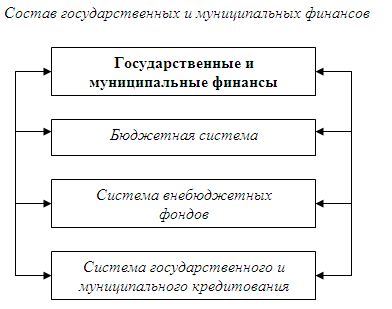 Состав государственных и муниципальных финансов
Государственные и
муниципальные финансы
Бюджетная система
Система внебюджетных
фондов
Система государственного и
муниципального кредитования